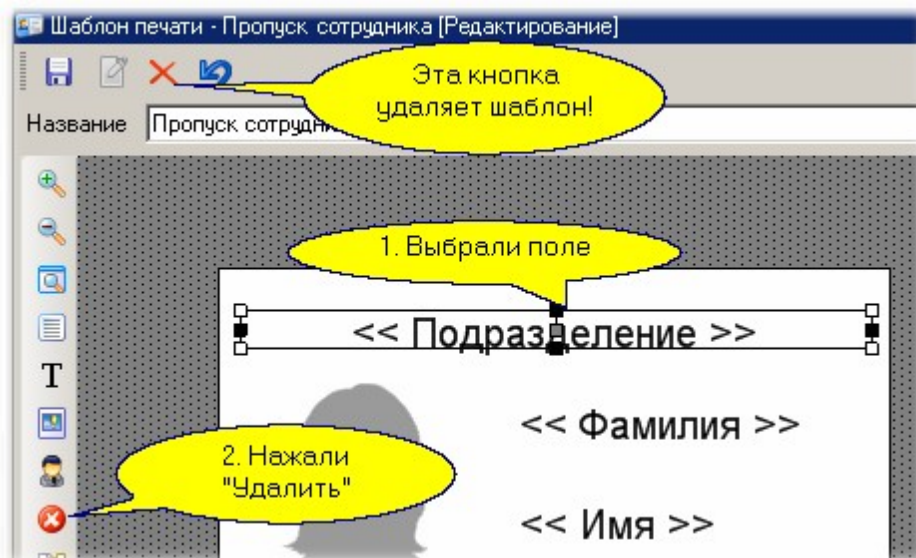 Шаблон печати - Пропуск сотрудника [Редактирование]
Эта кнопка
удаляет шаблон!
Название Пропуск
1. Выбрали поле
<< Подразделение >>
T
<< Фамилия >>
2. Нажали
"Удалить"
<< Имя >>